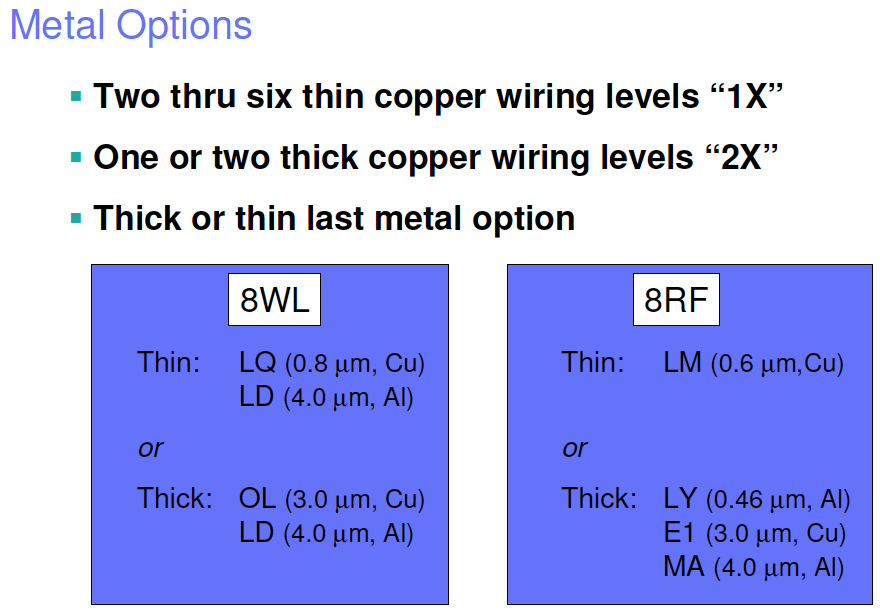 Metal Options
▪ Two thru six thin copper wiring levels “1X”
▪ One or two thick copper wiring levels “2X”
▪ Thick or thin last metal option
8WL
Thin: LQ (0.8 μm, Cu)
LD (4.0 μm, Al)
or
Thick: OL (3.0 μm, Cu)
LD (4.0 μm, Al)
8RF
Thin: LM (0.6 μm,Cu)
or
Thick: LY (0.46 μm, Al)
E1 (3.0 μm, Cu)
MA (4.0 μm, Al)